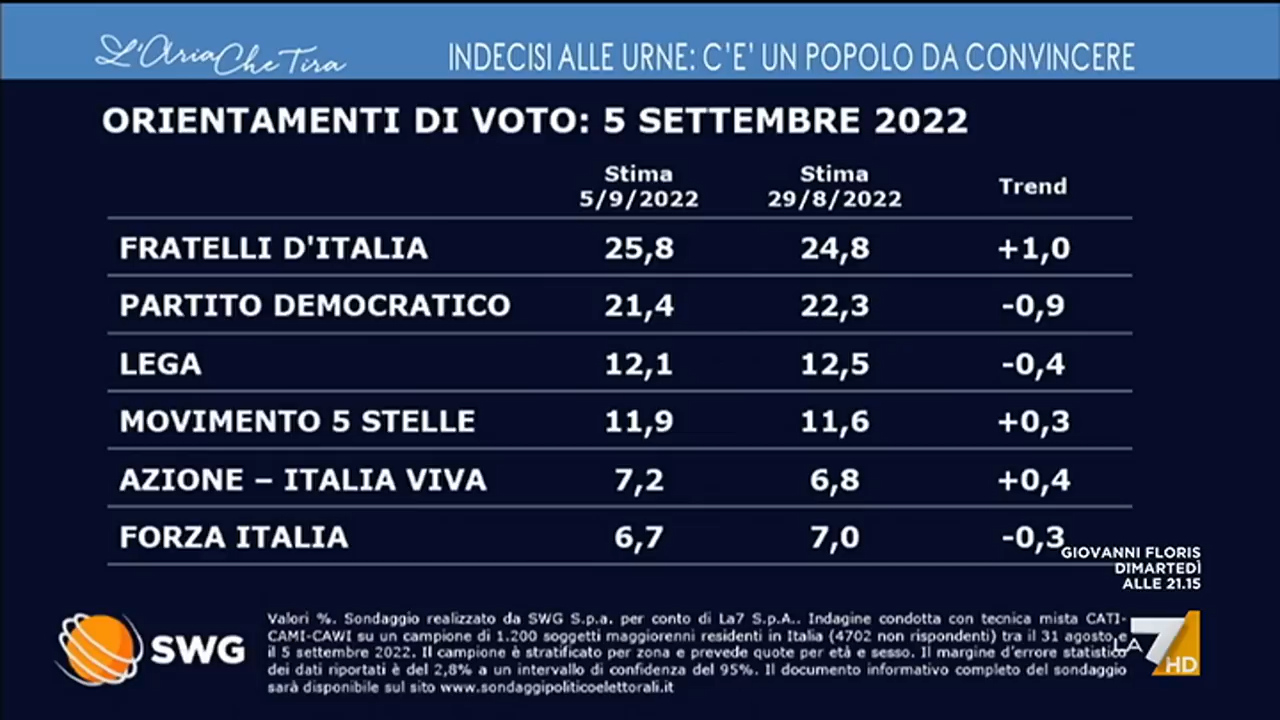 L'Aria Che Tira
INDECISI ALLE URNE: C'E' UN POPOLO DA CONVINCERE
ORIENTAMENTI DI VOTO: 5 SETTEMBRE 2022
Stima 5/9/2022 Stima 29/8/2022 Trend
FRATELLI D'ITALIA 25,8 24,8 +1,0
PARTITO DEMOCRATICO 21,4 22,3 -0,9
LEGA 12,1 12,5 -0,4
MOVIMENTO 5 STELLE 11,9 11,6 +0,3
AZIONE – ITALIA VIVA 7,2 6,8 +0,4
FORZA ITALIA 6,7 7,0 -0,3
GIOVANNI FLORIS
DIMARTEDÌ
ALLE 21.15
SWG
Valori %. Sondaggio realizzato da SWG S.p.a. per conto di La7 S.p.A.. Indagine condotta con tecnica mista CATI-
CAMI-CAWI su un campione di 1.200 soggetti maggiorenni residenti in Italia (4702 non rispondenti) tra il 31 agosto e
il 5 settembre 2022. Il campione è stratificato per zona e prevede quote per età e sesso. Il margine d'errore statistico
dei dati riportati è del 2,8% a un intervallo di confidenza del 95%. Il documento informativo completo del sondaggio
sarà disponibile sul sito www.sondaggipoliticoelettorali.it
LA 7 HD